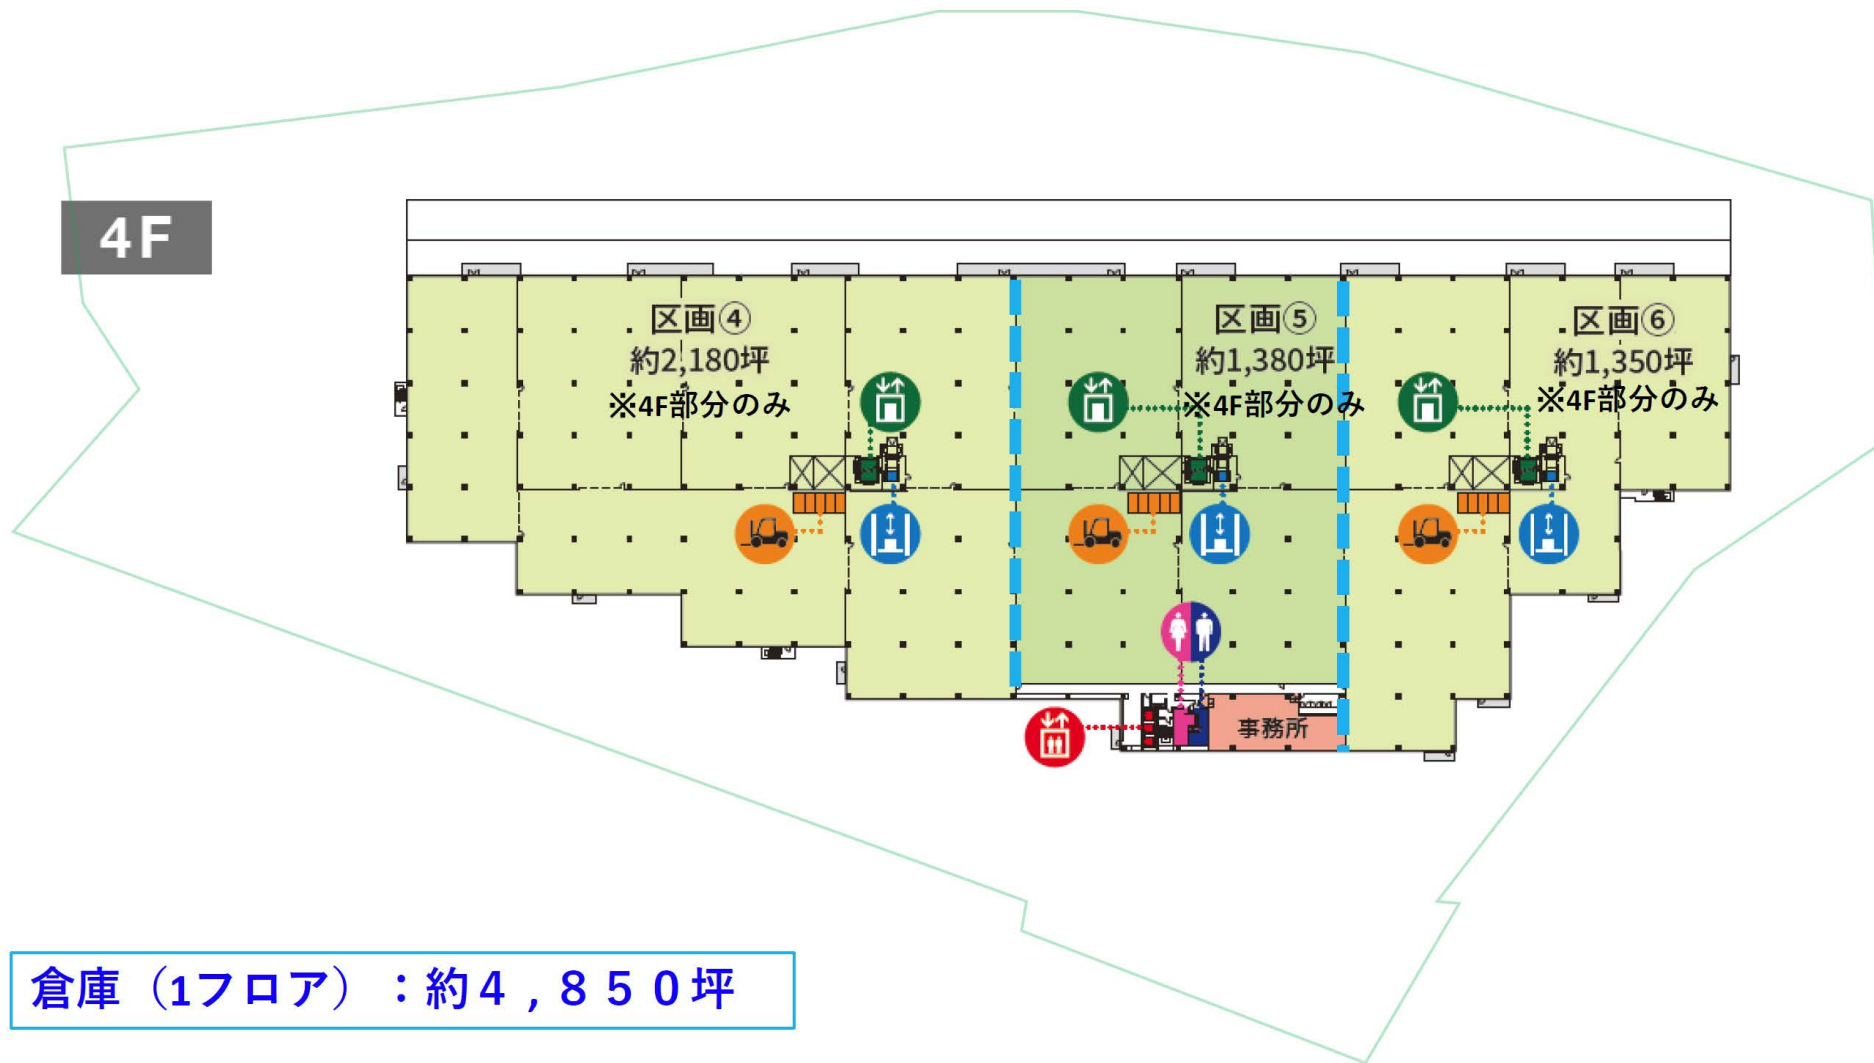 4F
区画④
約2,180坪
※4F部分のみ
区画⑤
約1,380坪
※4F部分のみ
区画⑥
約1,350坪
※4F部分のみ
事務所
倉庫（1フロア）：約4,850坪